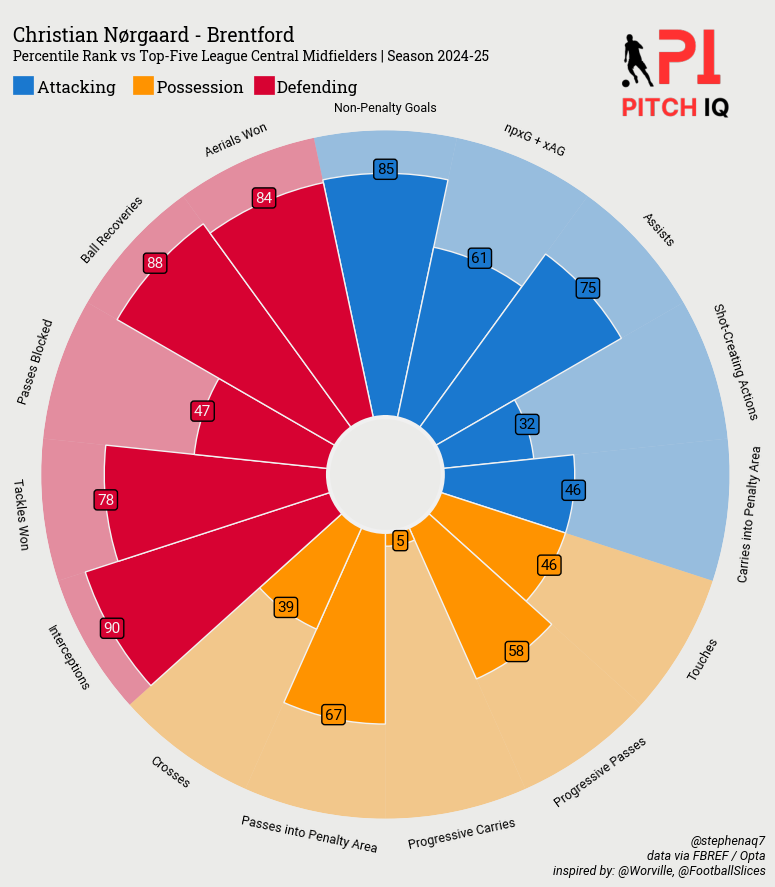 Christian Nørgaard - Brentford
Percentile Rank vs Top-Five League Central Midfielders | Season 2024-25
Attacking Possession Defending
PI
PITCH IQ
Non-Penalty Goals
npxG + xAG
Assists
Shot-Creating Actions
Carries into Penalty Area
Touches
Progressive Passes
Progressive Carries
Passes into Penalty Area
Crosses
Interceptions
Tackles Won
Passes Blocked
Ball Recoveries
Aerials Won
85
61
75
32
46
46
58
5
67
39
90
78
47
88
84
@stephenaq7
data via FBREF / Opta
inspired by: @Worville, @FootballSlices